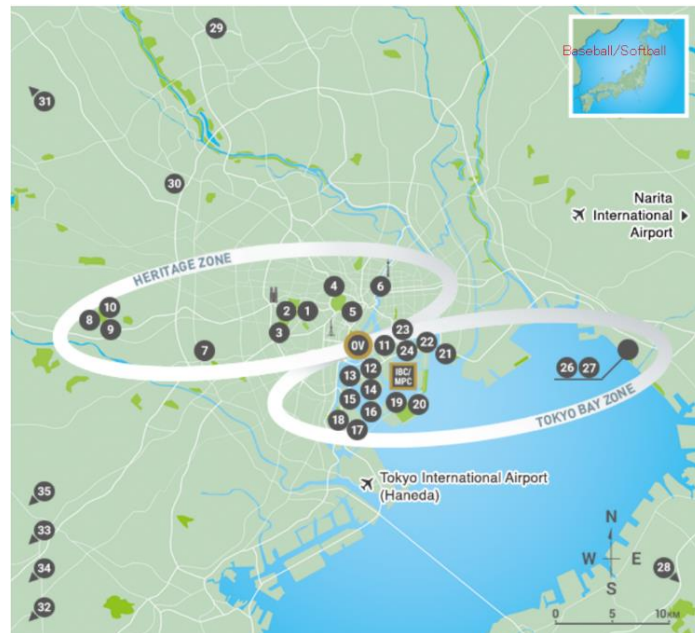 29
Baseball/Softball
31
30
Narita
International
Airport
HERITAGE ZONE
4
6
10
2
1
5
8
9
3
23
OV
11
22
7
24
21
12
26
27
13
IBC/
MPC
14
15
19
20
16
18
17
TOKYO BAY ZONE
Tokyo International Airport
(Haneda)
35
33
N
W
E
34
28
S
32
0
5
10KM